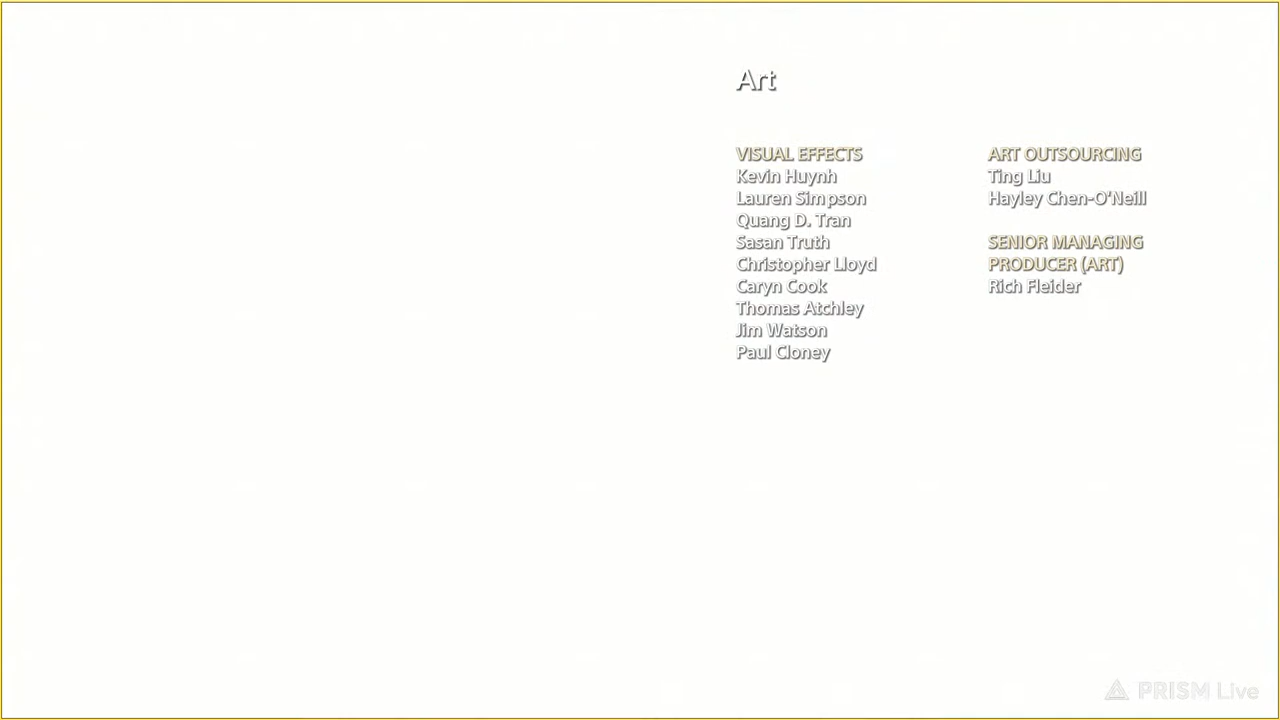 Art
VISUAL EFFECTS
Kevin Huynh
Lauren Simpson
Quang D. Tran
Sasan Truth
Christopher Lloyd
Caryn Cook
Thomas Atchley
Jim Watson
Paul Cloney
ART OUTSOURCING
Ting Liu
Hayley Chen-O'Neill
SENIOR MANAGING
PRODUCER (ART)
Rich Fleider
PRISM Live